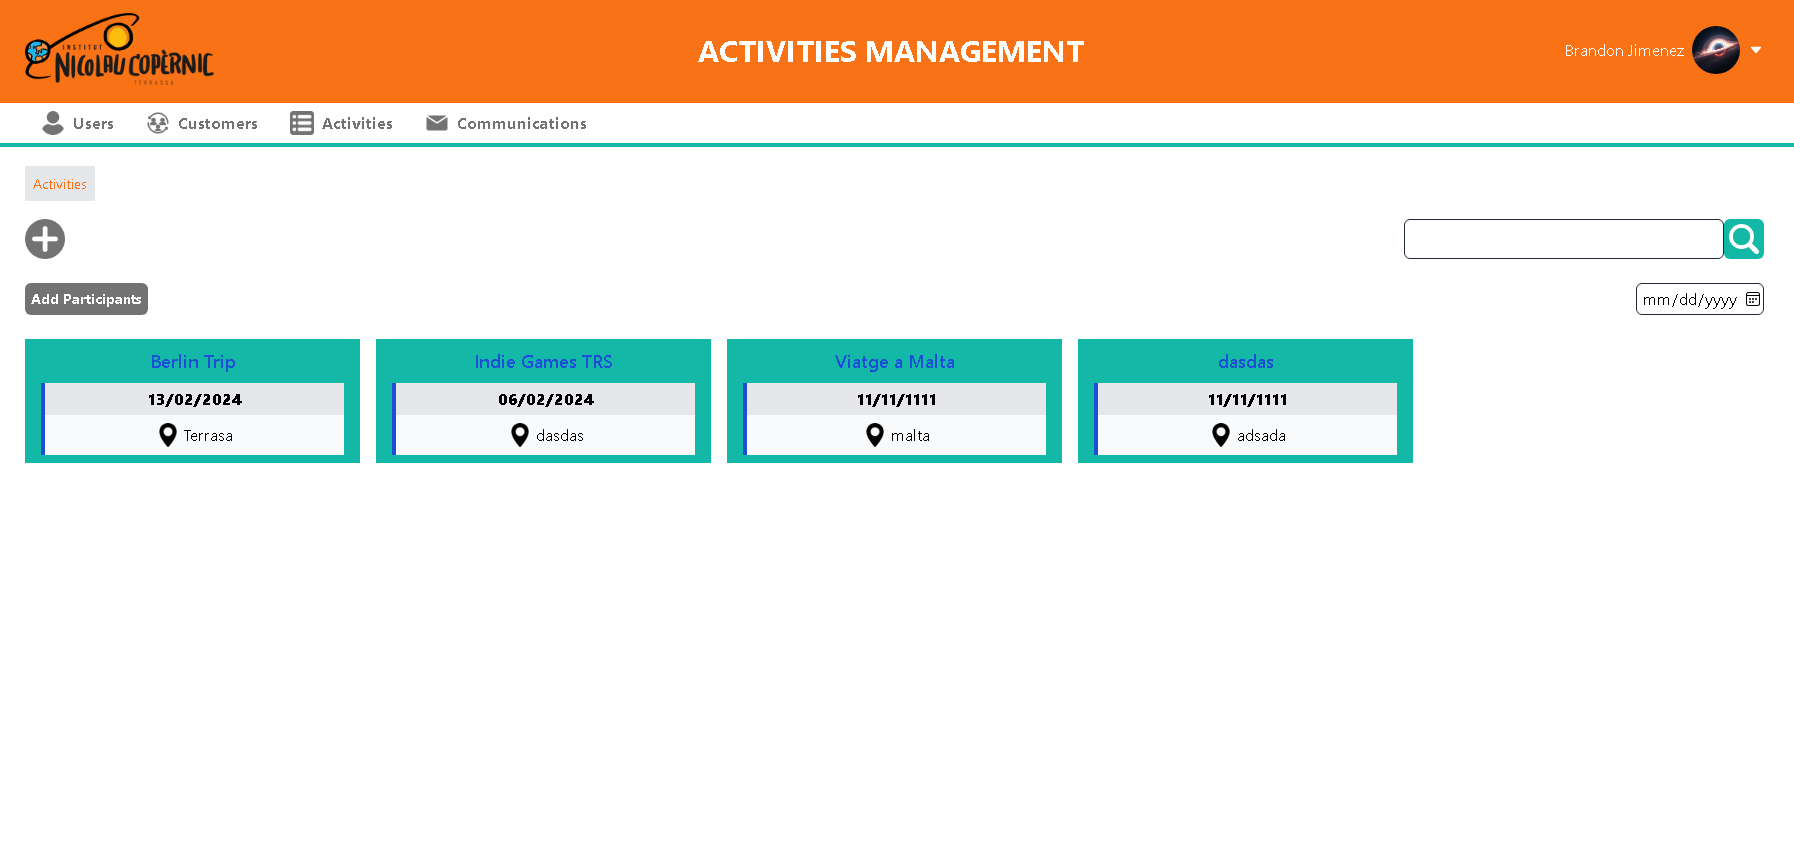 INSTITUT
NICOLAU COPÈRNIC
TERRASSA
ACTIVITIES MANAGEMENT
Brandon Jimenez
Users
Customers
Activities
Communications
Activities
Add Participants
mm/dd/yyyy
Berlin Trip
13/02/2024
Terrasa
Indie Games TRS
06/02/2024
dasdas
Viatge a Malta
11/11/1111
malta
dasdas
11/11/1111
adsada